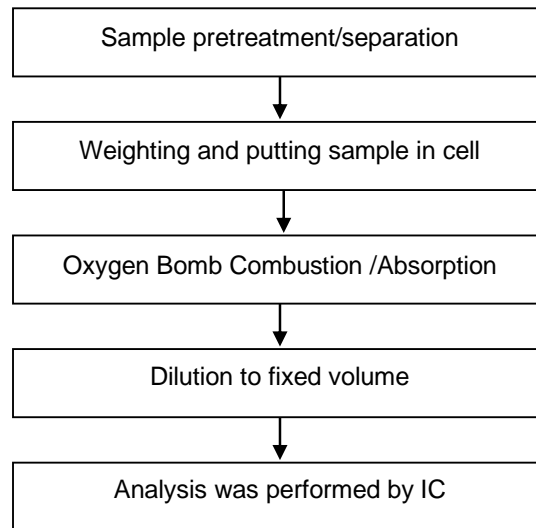 Sample pretreatment/separation
Weighting and putting sample in cell
Oxygen Bomb Combustion /Absorption
Dilution to fixed volume
Analysis was performed by IC